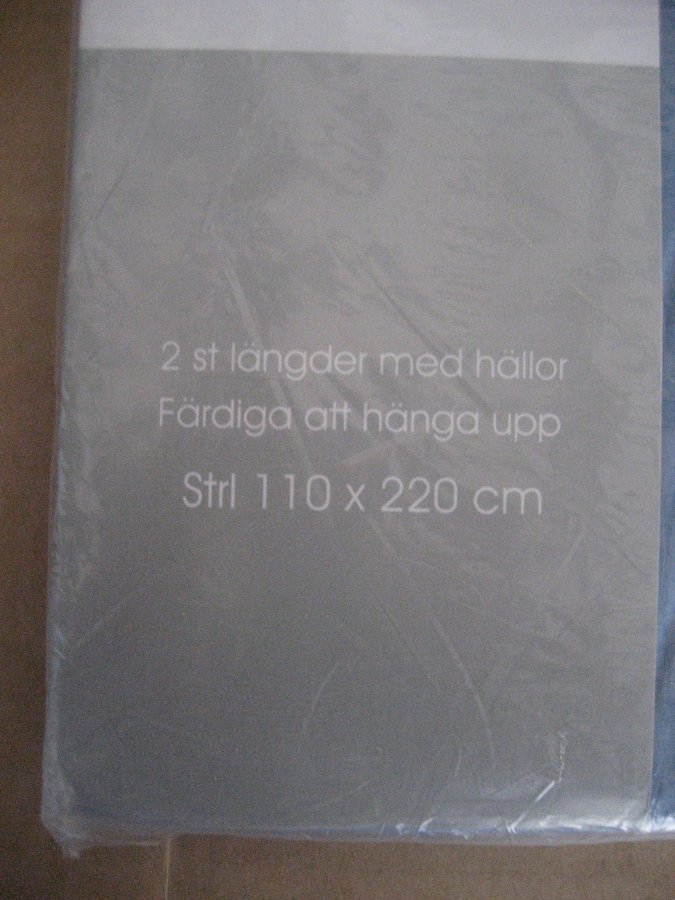 2 st längder med hällor
Färdiga att hänga upp
Strl 110 x 220 cm